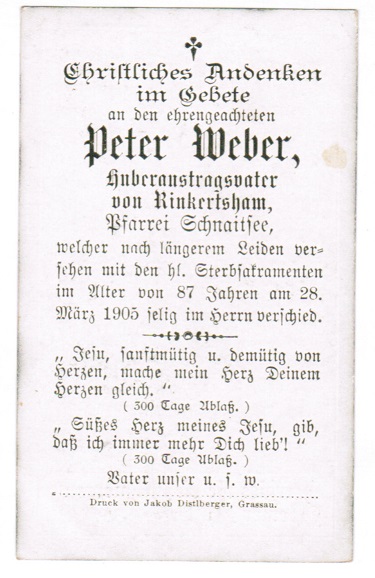 Christliches Andenken
im Gebete
an den ehrengeachteten
Peter Weber,
Huberaustragsvater
von Rinkertsham,
Pfarrei Schnaitsee,
welcher nach längerem Leiden ver-
sehen mit den hl. Sterbsakramenten
im Alter von 87 Jahren am 28.
März 1905 selig im Herrn verschied.
„ Jesu, sanftmütig u. demütig von
Herzen, mache mein Herz Deinem
Herzen gleich. “
( 300 Tage Ablaß. )
„ Süßes Herz meines Jesu, gib,
daß ich immer mehr Dich lieb'! “
( 300 Tage Ablaß. )
Vater unser u. s. w.
Druck von Jakob Distlberger, Grassau.